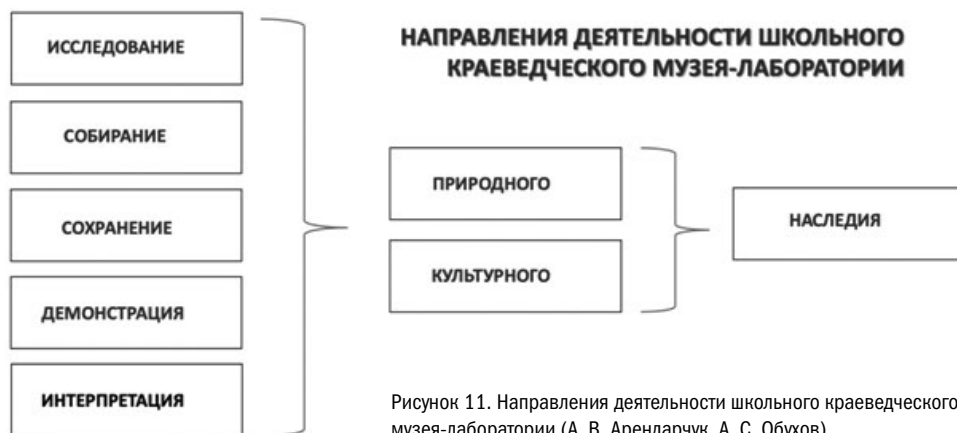 НАПРАВЛЕНИЯ ДЕЯТЕЛЬНОСТИ ШКОЛЬНОГО
КРАЕВЕДЧЕСКОГО МУЗЕЯ-ЛАБОРАТОРИИ
ИССЛЕДОВАНИЕ
СОБИРАНИЕ
СОХРАНЕНИЕ
ДЕМОНСТРАЦИЯ
ИНТЕРПРЕТАЦИЯ
ПРИРОДНОГО
КУЛЬТУРНОГО
НАСЛЕДИЯ
Рисунок 11. Направления деятельности школьного краеведческого
музея-лаборатории (А. В. Арендарчук, А. С. Обухов)